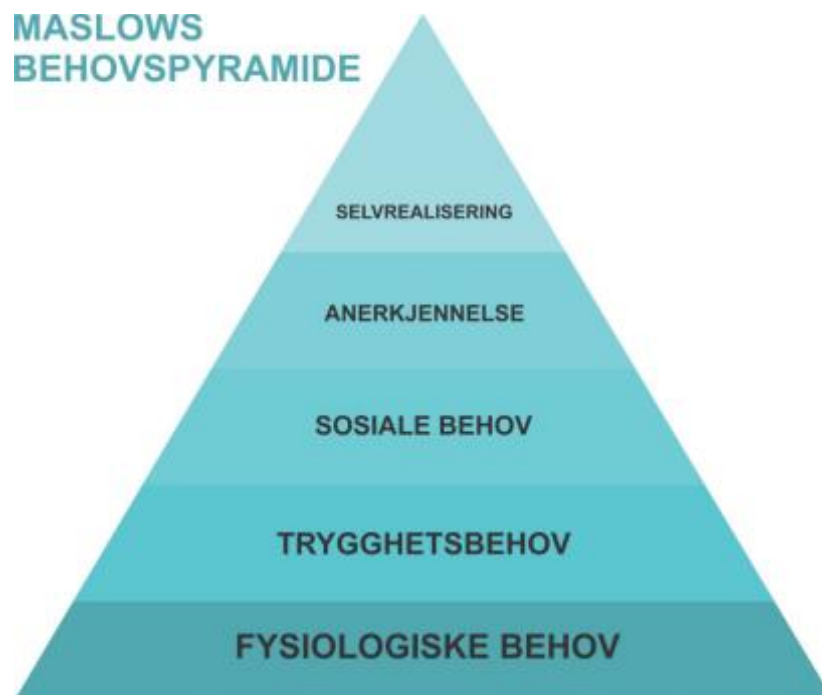 MASLOWS
BEHOVSPYRAMIDE
SELVREALISERING
ANERKJENNELSE
SOSIALE BEHOV
TRYGGHETSBEHOV
FYSIOLOGISKE BEHOV